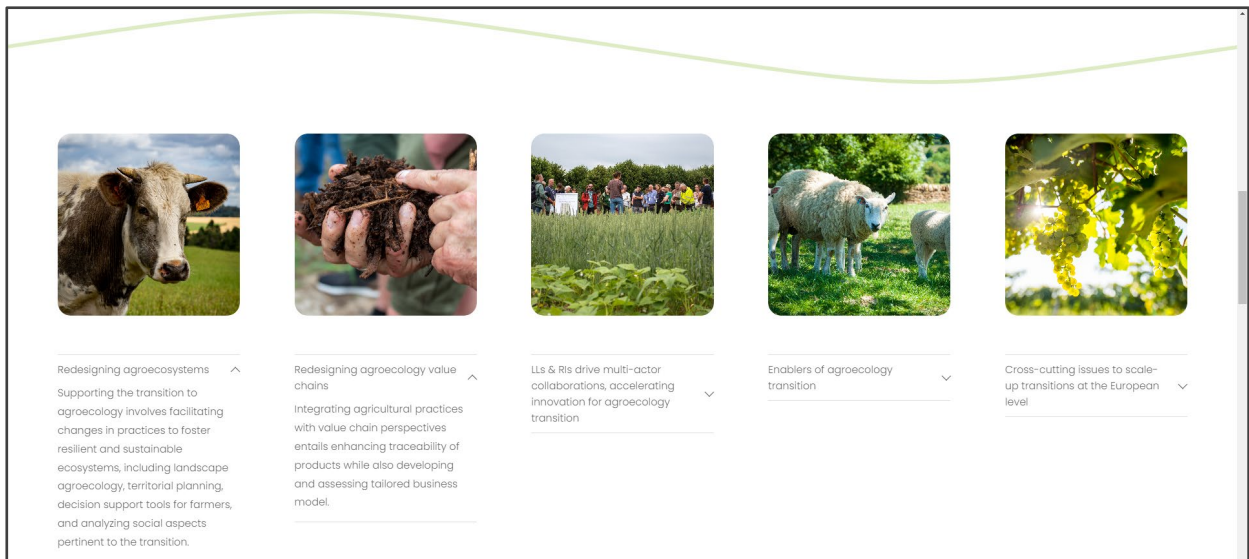 Redesigning agroecosystems
Supporting the transition to
agroecology involves facilitating
changes in practices to foster
resilient and sustainable
ecosystems, including landscape
agroecology, territorial planning,
decision support tools for farmers,
and analyzing social aspects
pertinent to the transition.
Redesigning agroecology value
chains
Integrating agricultural practices
with value chain perspectives
entails enhancing traceability of
products while also developing
and assessing tailored business
model.
LLs & RIs drive multi-actor
collaborations, accelerating
innovation for agroecology
transition
Enablers of agroecology
transition
Cross-cutting issues to scale-
up transitions at the European
level